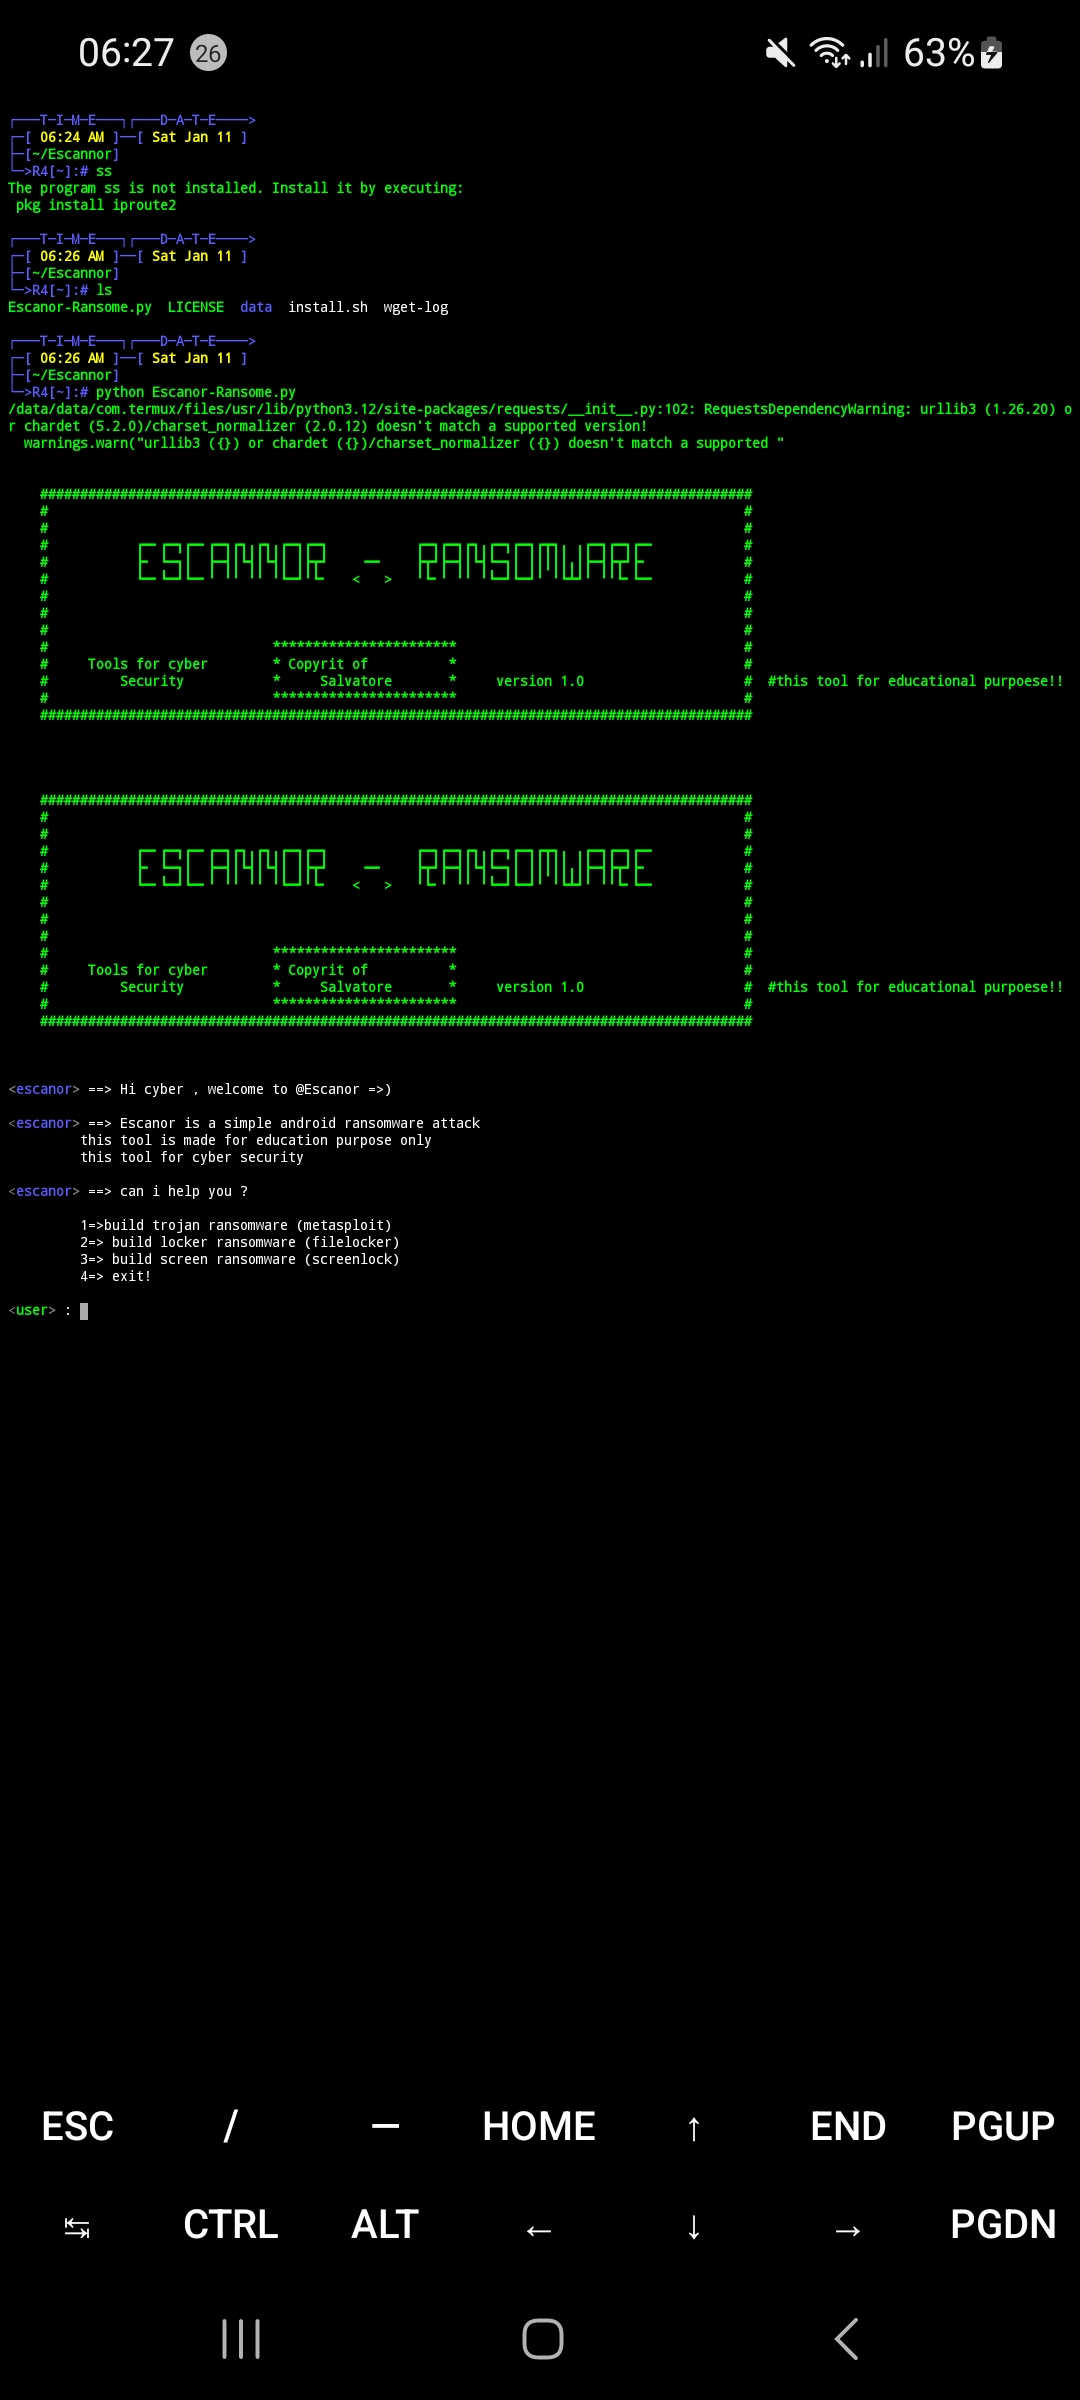 06:27 26 63%
┌───T─I─M─E───┐┌───D─A─T─E────>
┌─[ 06:24 AM ]──[ Sat Jan 11 ]
├─[~/Escannor]
└─>R4[~]:# ss
The program ss is not installed. Install it by executing:
 pkg install iproute2
┌───T─I─M─E───┐┌───D─A─T─E────>
┌─[ 06:26 AM ]──[ Sat Jan 11 ]
├─[~/Escannor]
└─>R4[~]:# ls
Escanor-Ransome.py  LICENSE  data  install.sh  wget-log
┌───T─I─M─E───┐┌───D─A─T─E────>
┌─[ 06:26 AM ]──[ Sat Jan 11 ]
├─[~/Escannor]
└─>R4[~]:# python Escanor-Ransome.py
/data/data/com.termux/files/usr/lib/python3.12/site-packages/requests/__init__.py:102: RequestsDependencyWarning: urllib3 (1.26.20) o
r chardet (5.2.0)/charset_normalizer (2.0.12) doesn't match a supported version!
  warnings.warn("urllib3 ({}) or chardet ({})/charset_normalizer ({}) doesn't match a supported "
ESCANNOR - RANSOMWARE
< >
Tools for cyber * Copyrit of *
Security * Salvatore * version 1.0 # #this tool for educational purpoese!!
ESCANNOR - RANSOMWARE
< >
Tools for cyber * Copyrit of *
Security * Salvatore * version 1.0 # #this tool for educational purpoese!!
<escanor> ==> Hi cyber , welcome to @Escanor =>)
<escanor> ==> Escanor is a simple android ransomware attack
this tool is made for education purpose only
this tool for cyber security
<escanor> ==> can i help you ?
1=>build trojan ransomware (metasploit)
2=> build locker ransomware (filelocker)
3=> build screen ransomware (screenlock)
4=> exit!
<user> :
ESC / — HOME ↑ END PGUP
↹ CTRL ALT ← ↓ → PGDN